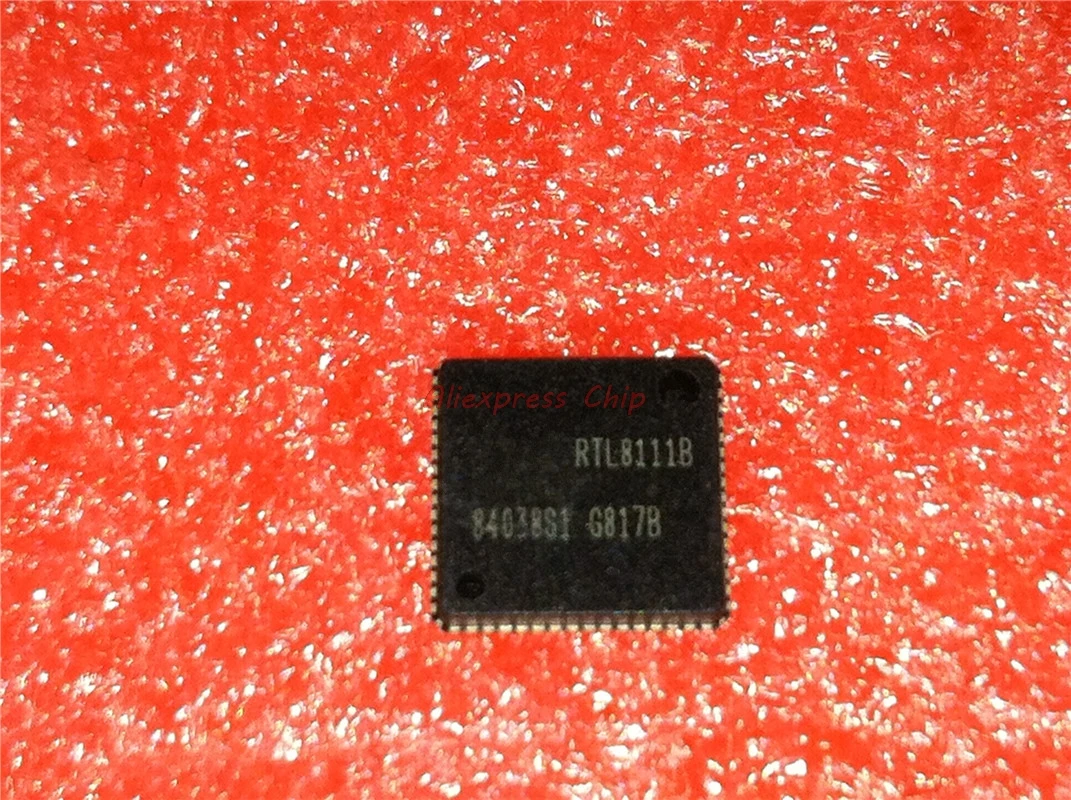 Aliexpress Chip
RTL8111B
84038S1 G817B